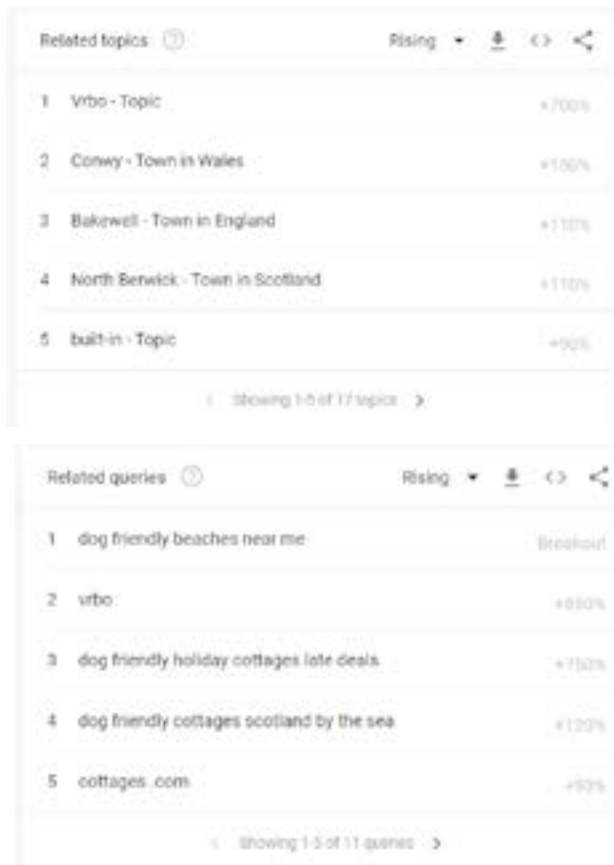 Related topics Rising
1 Vrbo - Topic +700%
2 Conwy - Town in Wales
3 Bakewell - Town in England +110%
4 North Berwick - Town in Scotland +110%
5 built-in - Topic +90%
Showing 1-5 of 17 topics
Related queries Rising
1 dog friendly beaches near me Breakout
2 vrbo +850%
3 dog friendly holiday cottages late deals +750%
4 dog friendly cottages scotland by the sea +120%
5 cottages .com +90%
Showing 1-5 of 11 queries